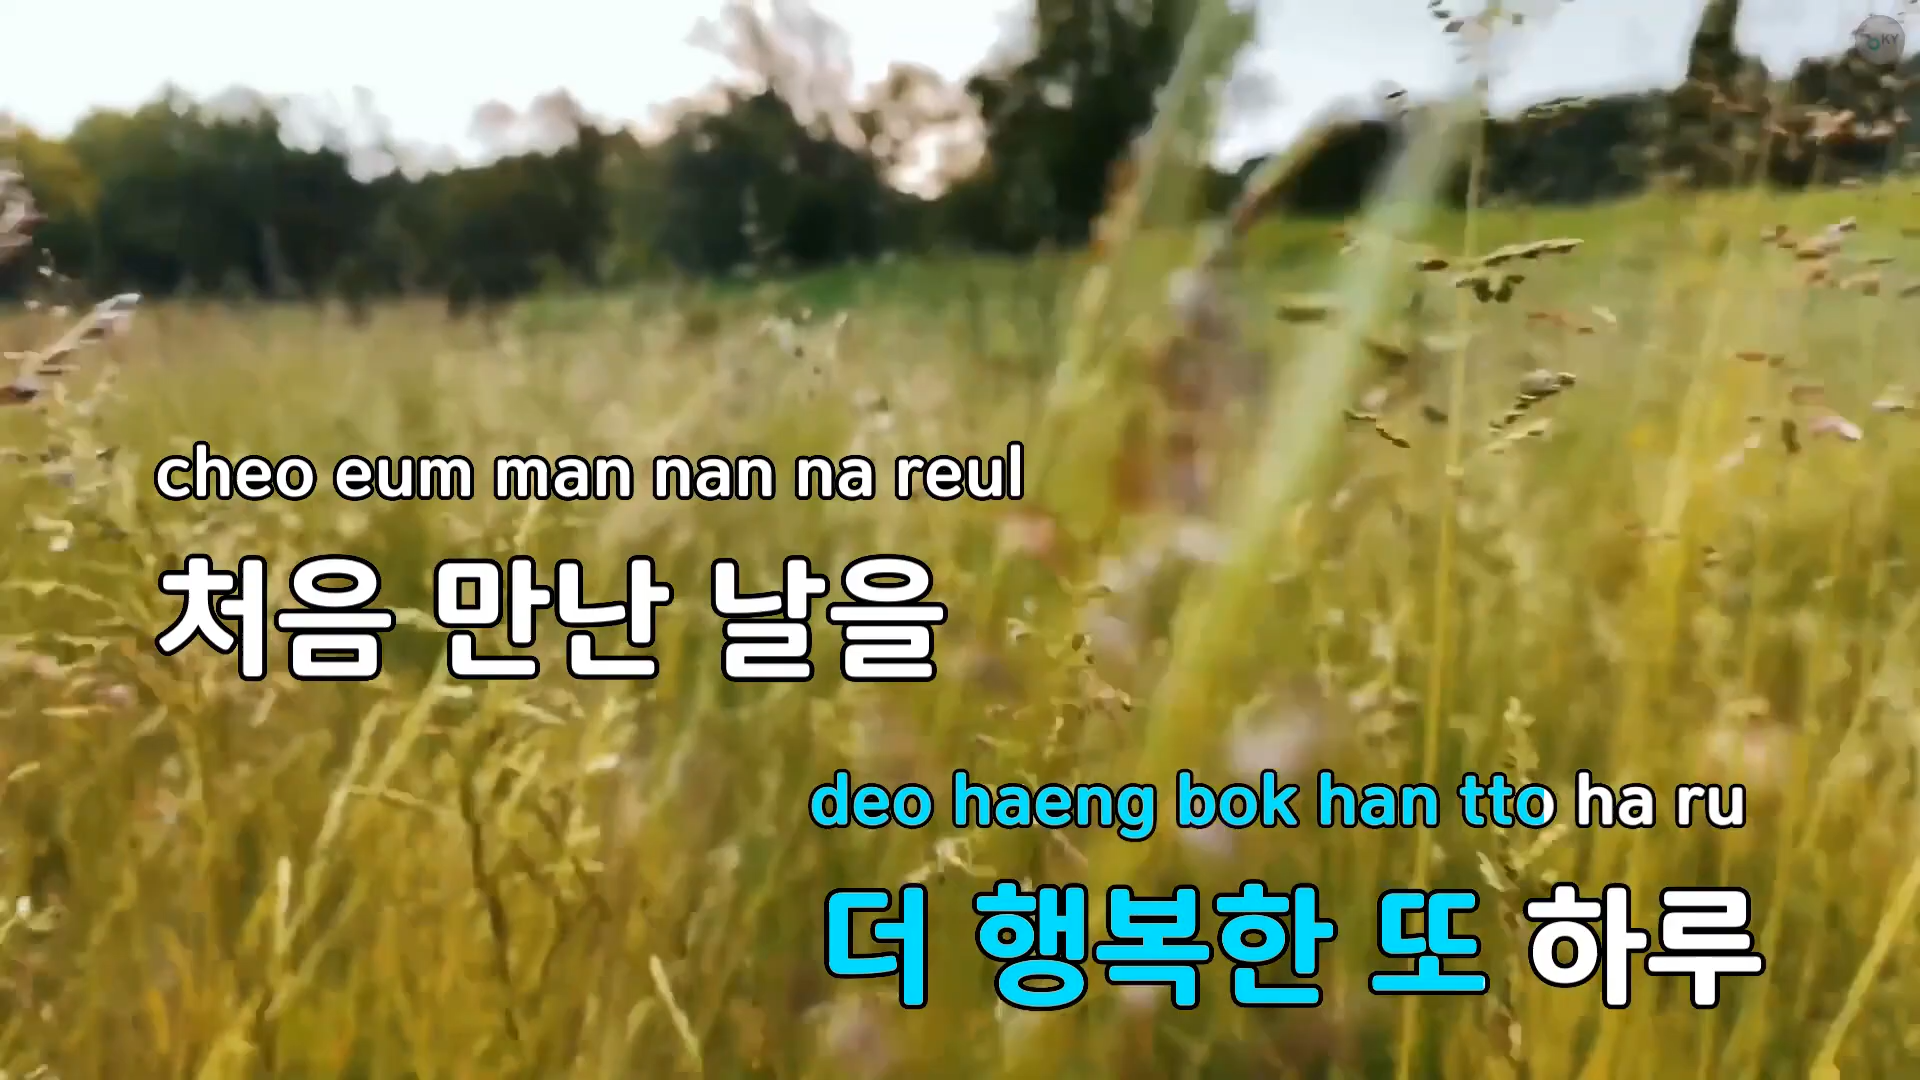 cheo eum man nan na reul
처음 만난 날을
deo haeng bok han tto ha ru
더 행복한 또 하루